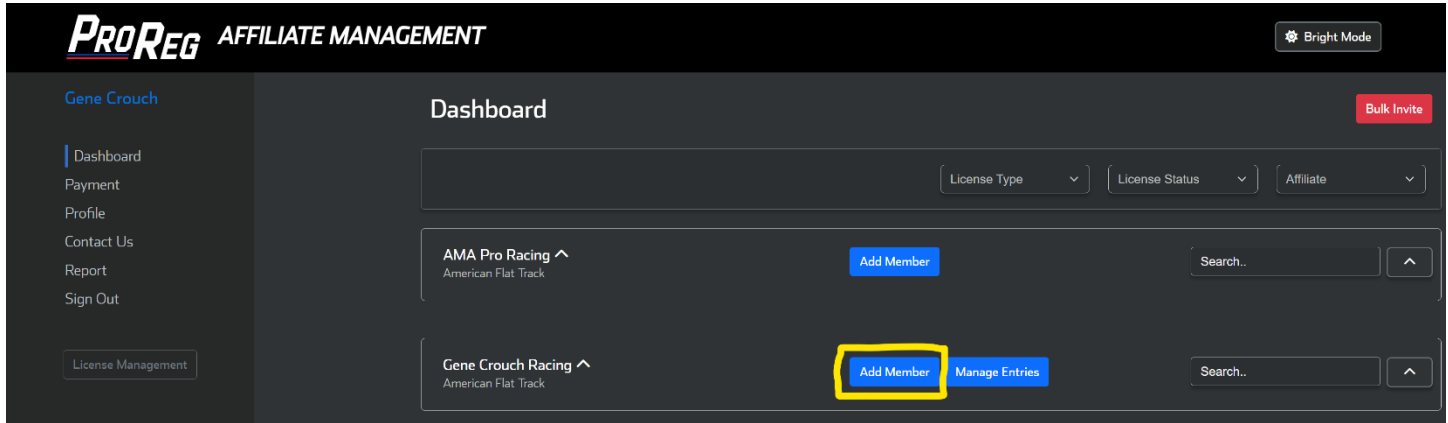 PROREG AFFILIATE MANAGEMENT
Bright Mode
Gene Crouch
Dashboard
Payment
Profile
Contact Us
Report
Sign Out
License Management
Dashboard
Bulk Invite
License Type
License Status
Affiliate
AMA Pro Racing
American Flat Track
Add Member
Search..
Gene Crouch Racing
American Flat Track
Add Member
Manage Entries
Search..